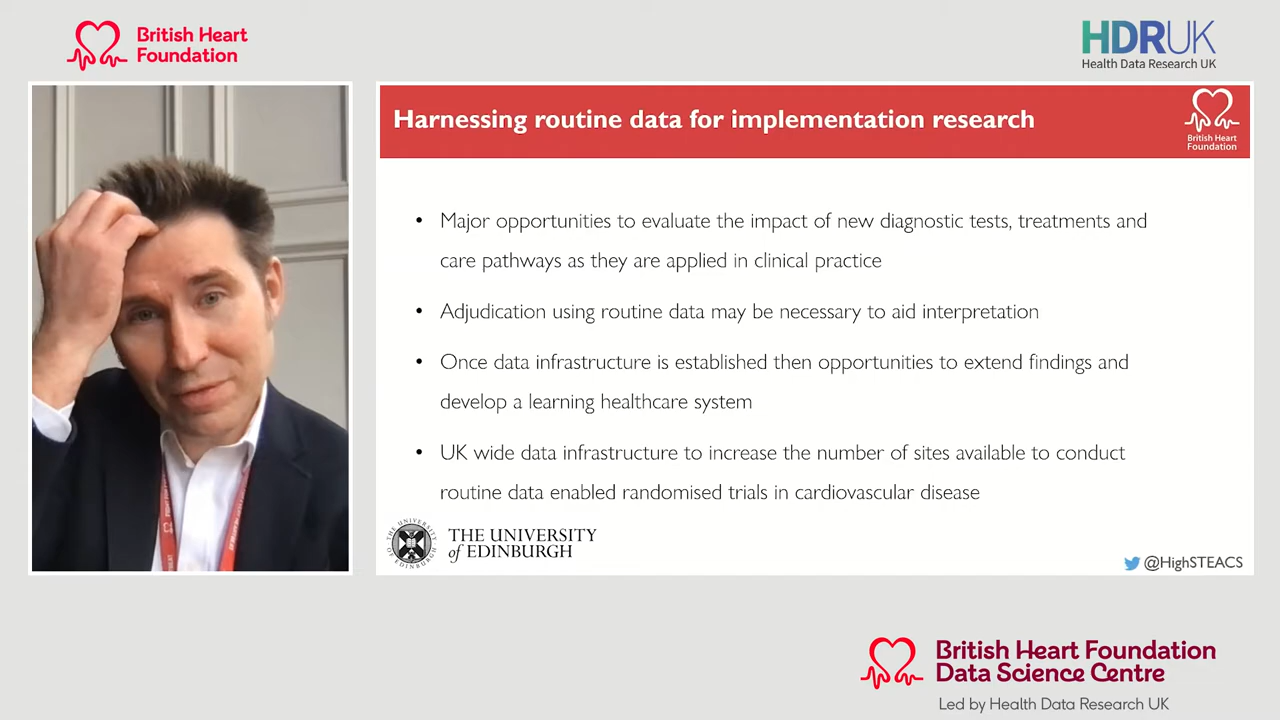 British Heart
Foundation
HDRUK
Health Data Research UK
Harnessing routine data for implementation research
British Heart
Foundation
• Major opportunities to evaluate the impact of new diagnostic tests, treatments and
care pathways as they are applied in clinical practice
• Adjudication using routine data may be necessary to aid interpretation
• Once data infrastructure is established then opportunities to extend findings and
develop a learning healthcare system
• UK wide data infrastructure to increase the number of sites available to conduct
routine data enabled randomised trials in cardiovascular disease
THE UNIVERSITY
of EDINBURGH
@HighSTEACS
British Heart Foundation
Data Science Centre
Led by Health Data Research UK